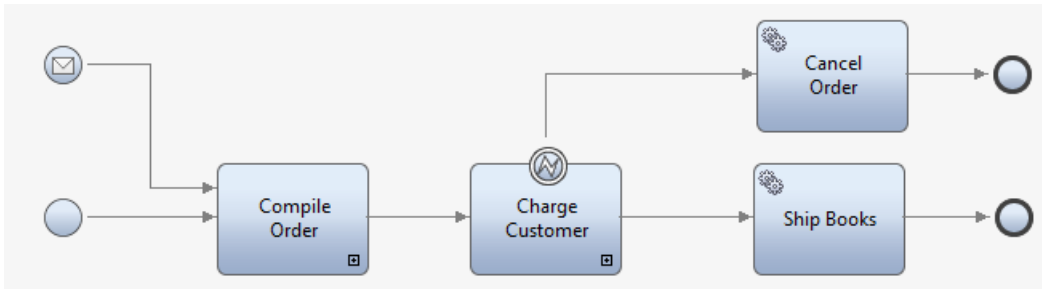 Cancel
Order
Compile
Order
Charge
Customer
Ship Books